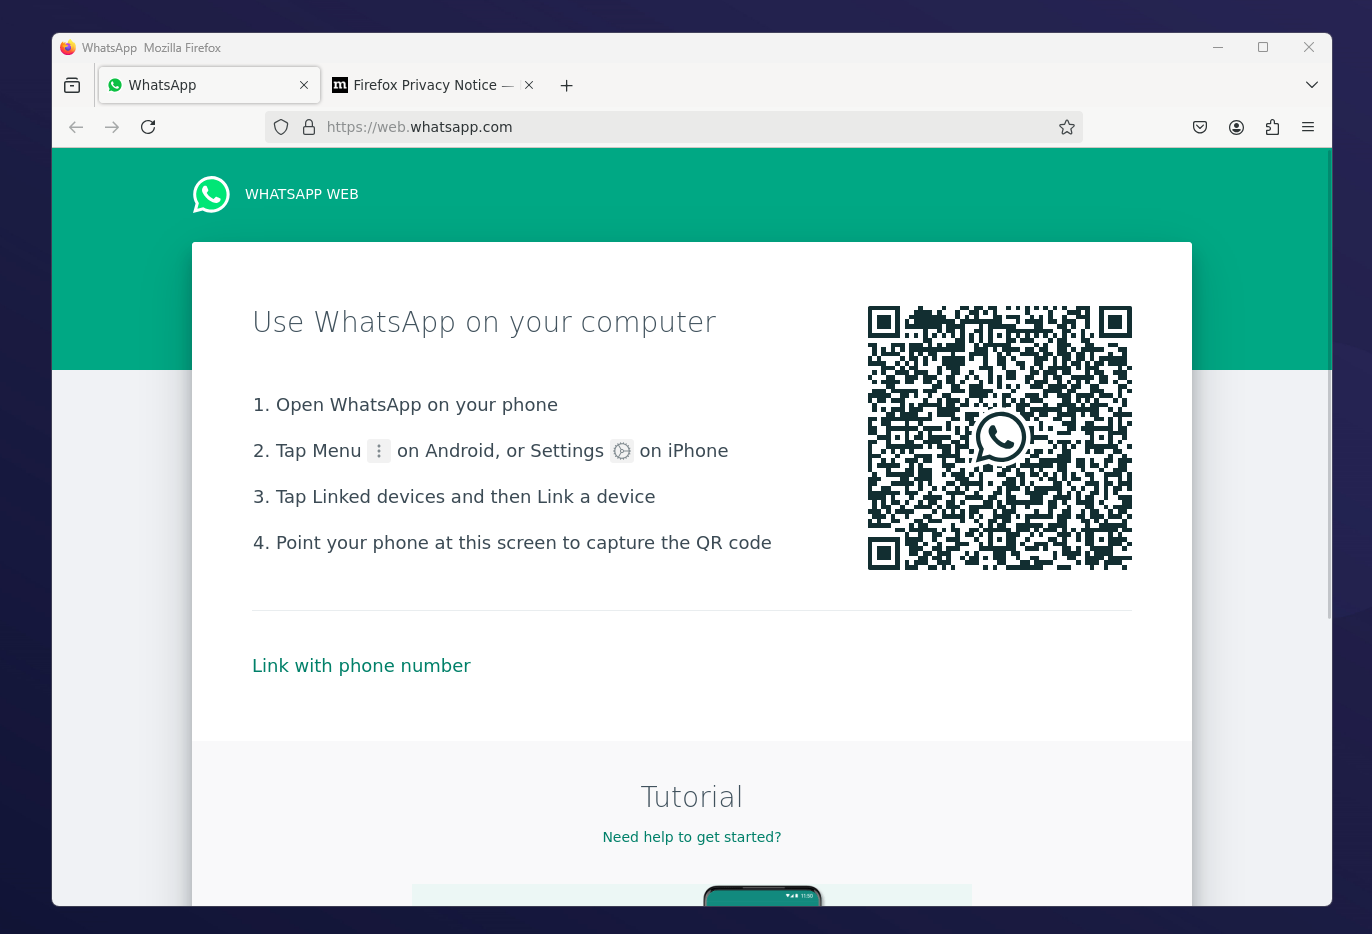 WhatsApp Mozilla Firefox
WhatsApp
Firefox Privacy Notice —
https://web.whatsapp.com
WHATSAPP WEB
Use WhatsApp on your computer
1. Open WhatsApp on your phone
2. Tap Menu on Android, or Settings on iPhone
3. Tap Linked devices and then Link a device
4. Point your phone at this screen to capture the QR code
Link with phone number
Tutorial
Need help to get started?